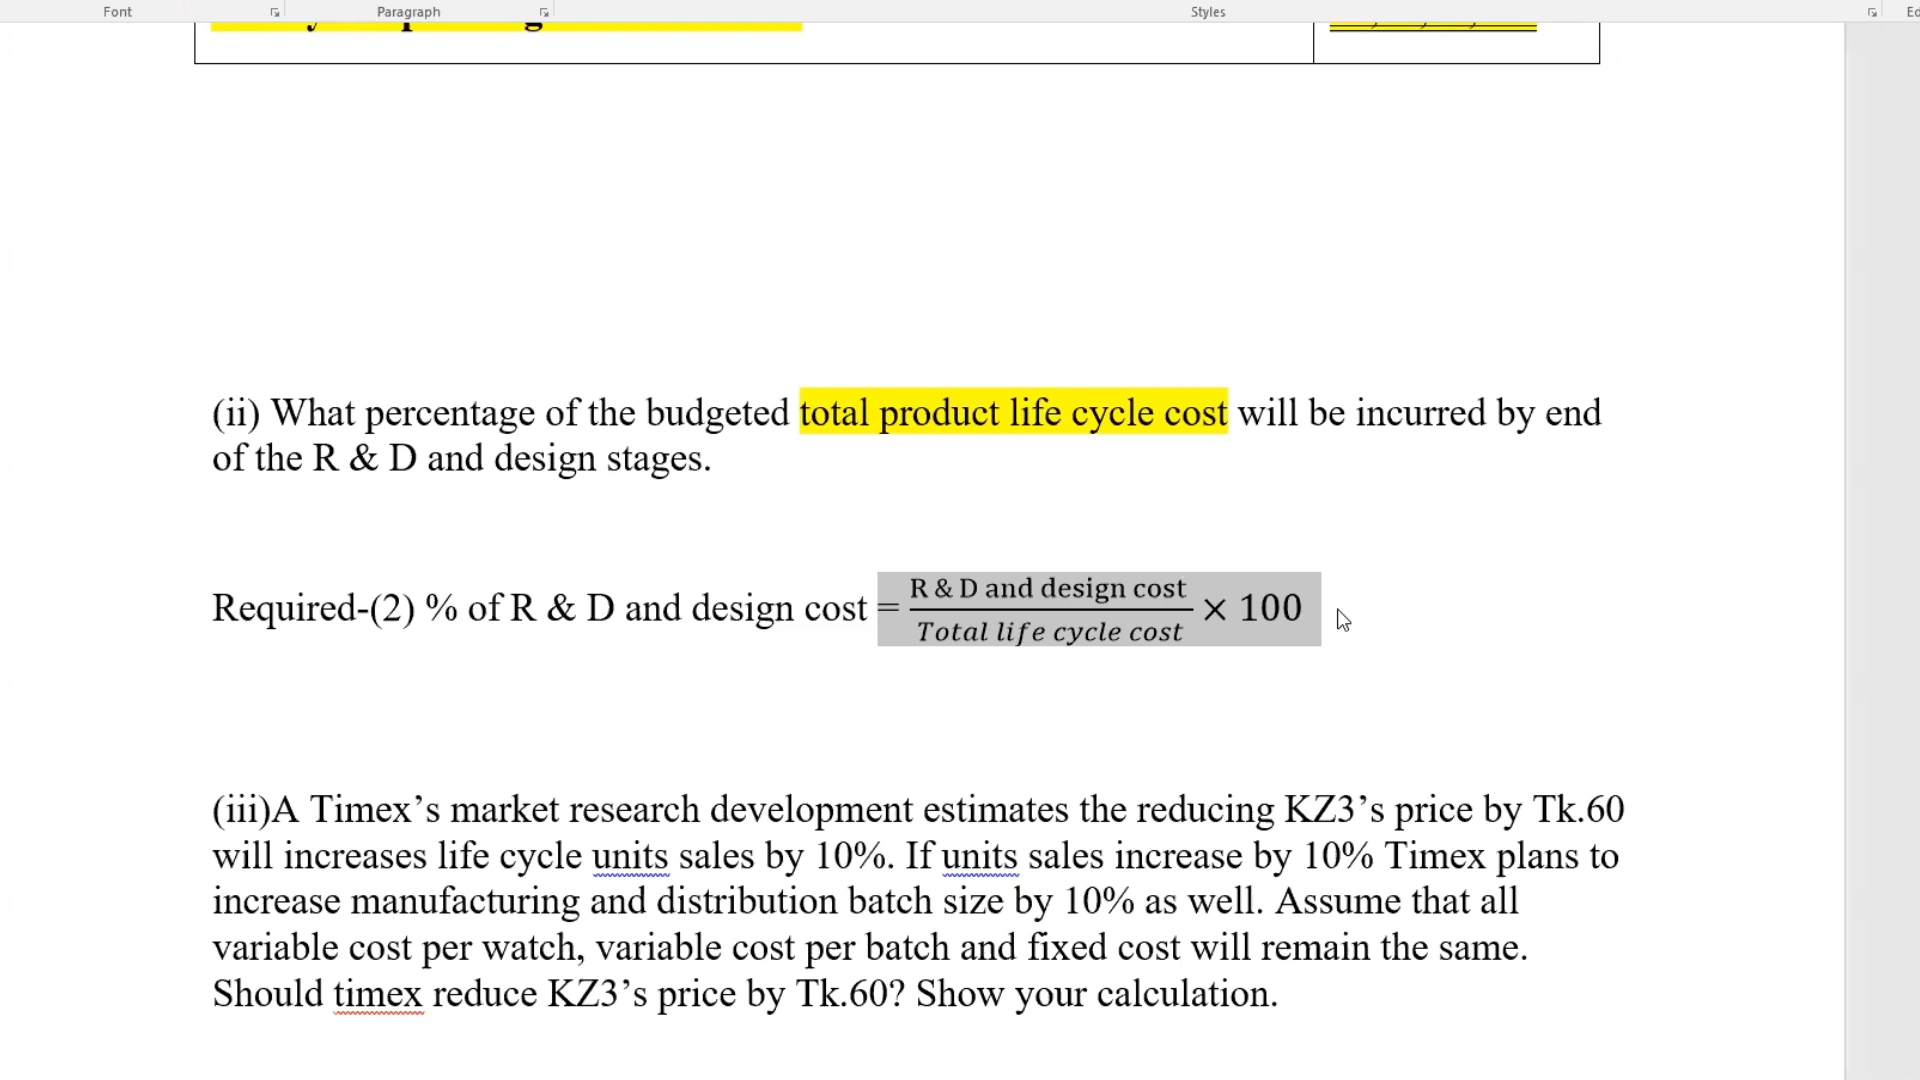 Font
Paragraph
Styles
(ii) What percentage of the budgeted total product life cycle cost will be incurred by end
of the R & D and design stages.
Required-(2) % of R & D and design cost = R & D and design cost / Total life cycle cost × 100
(iii)A Timex’s market research development estimates the reducing KZ3’s price by Tk.60
will increases life cycle units sales by 10%. If units sales increase by 10% Timex plans to
increase manufacturing and distribution batch size by 10% as well. Assume that all
variable cost per watch, variable cost per batch and fixed cost will remain the same.
Should timex reduce KZ3’s price by Tk.60? Show your calculation.